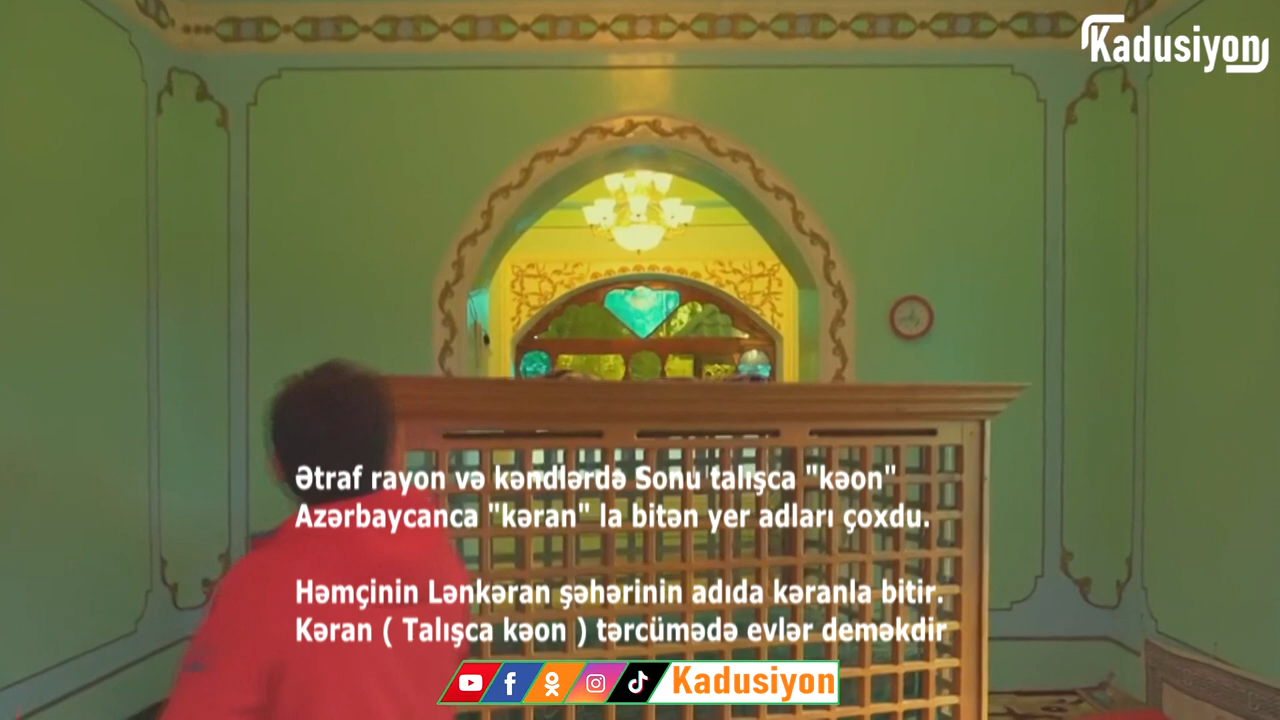 Kadusiyon
Ətraf rayon və kəndlərdə Sonu talışca "kəon"
Azərbaycanca "kəran" la bitən yer adları çoxdu.
Həmçinin Lənkəran şəhərinin adıda kəranla bitir.
Kəran ( Talışca kəon ) tərcümədə evlər deməkdir
Kadusiyon